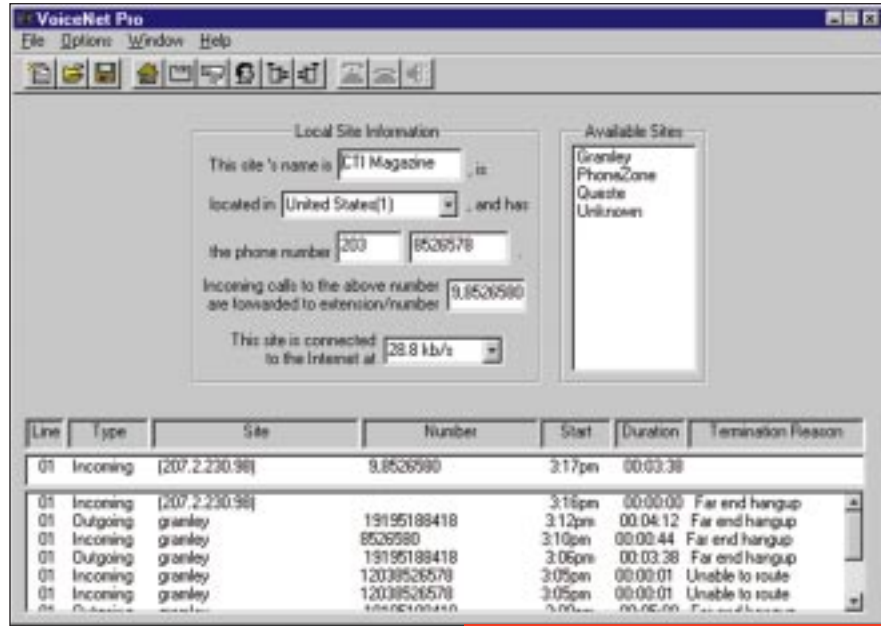 VoiceNet Pro
File Options Window Help
Local Site Information
Available Sites
This site 's name is CTI Magazine , is
located in United States(1) , and has
the phone number 203 8526578 .
Incoming calls to the above number
are forwarded to extension/number 9,8526580
This site is connected
to the Internet at 28.8 kb/s
Gramley
PhoneZone
Queste
Unknown
Line Type Site Number Start Duration Termination Reason
01 Incoming (207.2.230.98) 9,8526580 3:17pm 00:03:38
01 Incoming (207.2.230.98) 3:16pm 00:00:00 Far end hangup
01 Outgoing gramley 19195188418 3:12pm 00:04:12 Far end hangup
01 Incoming gramley 8526580 3:10pm 00:00:44 Far end hangup
01 Outgoing gramley 19195188418 3:06pm 00:03:38 Far end hangup
01 Incoming gramley 12038526578 3:05pm 00:00:01 Unable to route
01 Incoming gramley 12038526578 3:05pm 00:00:01 Unable to route